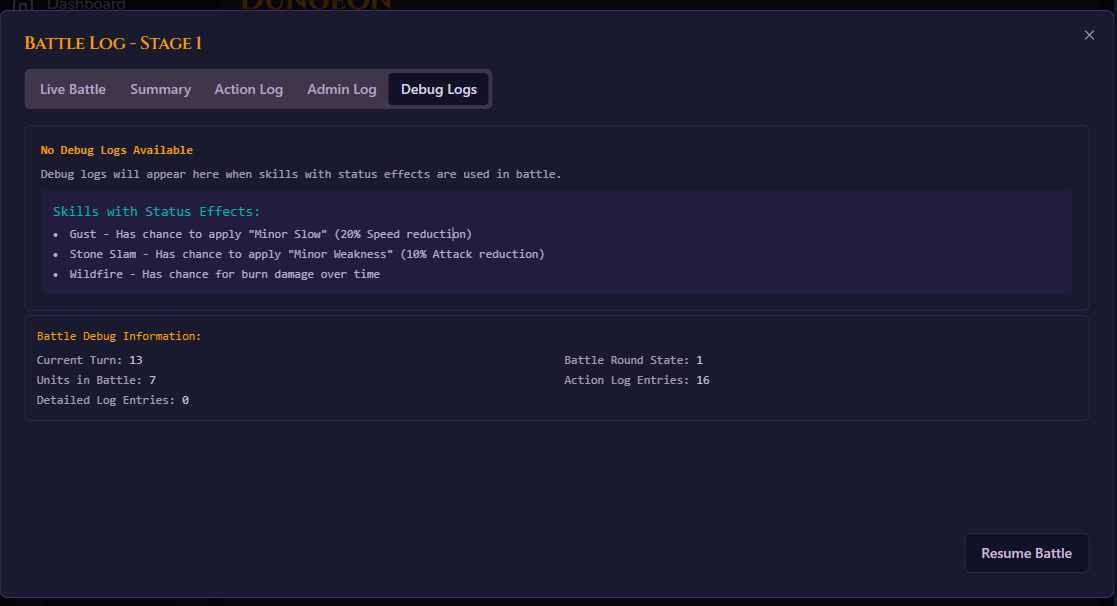 Dashboard
DUNGEON
BATTLE LOG - STAGE 1
Live Battle Summary Action Log Admin Log Debug Logs
No Debug Logs Available
Debug logs will appear here when skills with status effects are used in battle.
Skills with Status Effects:
• Gust - Has chance to apply "Minor Slow" (20% Speed reduction)
• Stone Slam - Has chance to apply "Minor Weakness" (10% Attack reduction)
• Wildfire - Has chance for burn damage over time
Battle Debug Information:
Current Turn: 13 Battle Round State: 1
Units in Battle: 7 Action Log Entries: 16
Detailed Log Entries: 0
Resume Battle